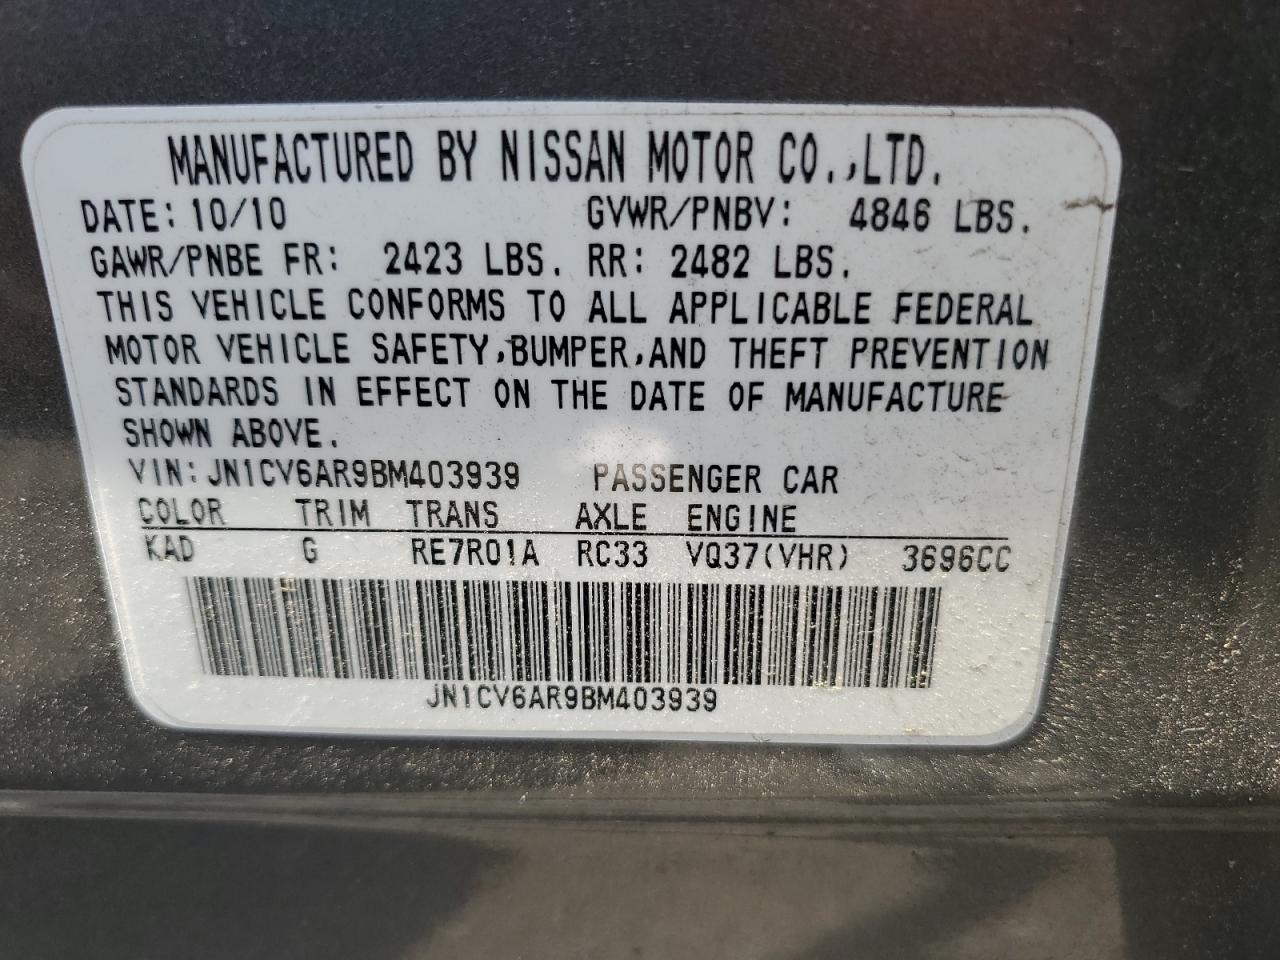 MANUFACTURED BY NISSAN MOTOR CO.,LTD.
DATE: 10/10 GVWR/PNBV: 4846 LBS.
GAWR/PNBE FR: 2423 LBS. RR: 2482 LBS.
THIS VEHICLE CONFORMS TO ALL APPLICABLE FEDERAL
MOTOR VEHICLE SAFETY,BUMPER,AND THEFT PREVENTION
STANDARDS IN EFFECT ON THE DATE OF MANUFACTURE
SHOWN ABOVE.
VIN:JN1CV6AR9BM403939 PASSENGER CAR
COLOR TRIM TRANS AXLE ENGINE
KAD G RE7R01A RC33 VQ37(VHR) 3696CC
JN1CV6AR9BM403939